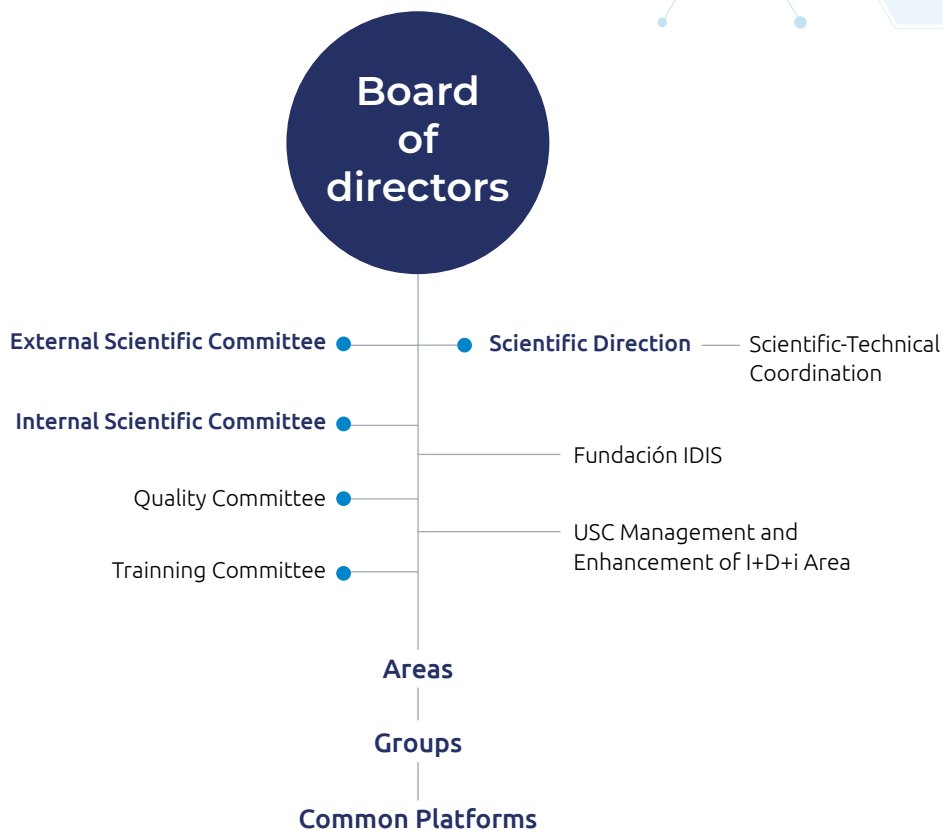 Board
of
directors
External Scientific Committee
Scientific Direction
Scientific-Technical
Coordination
Internal Scientific Committee
Fundación IDIS
Quality Committee
USC Management and
Enhancement of I+D+i Area
Trainning Committee
Areas
Groups
Common Platforms